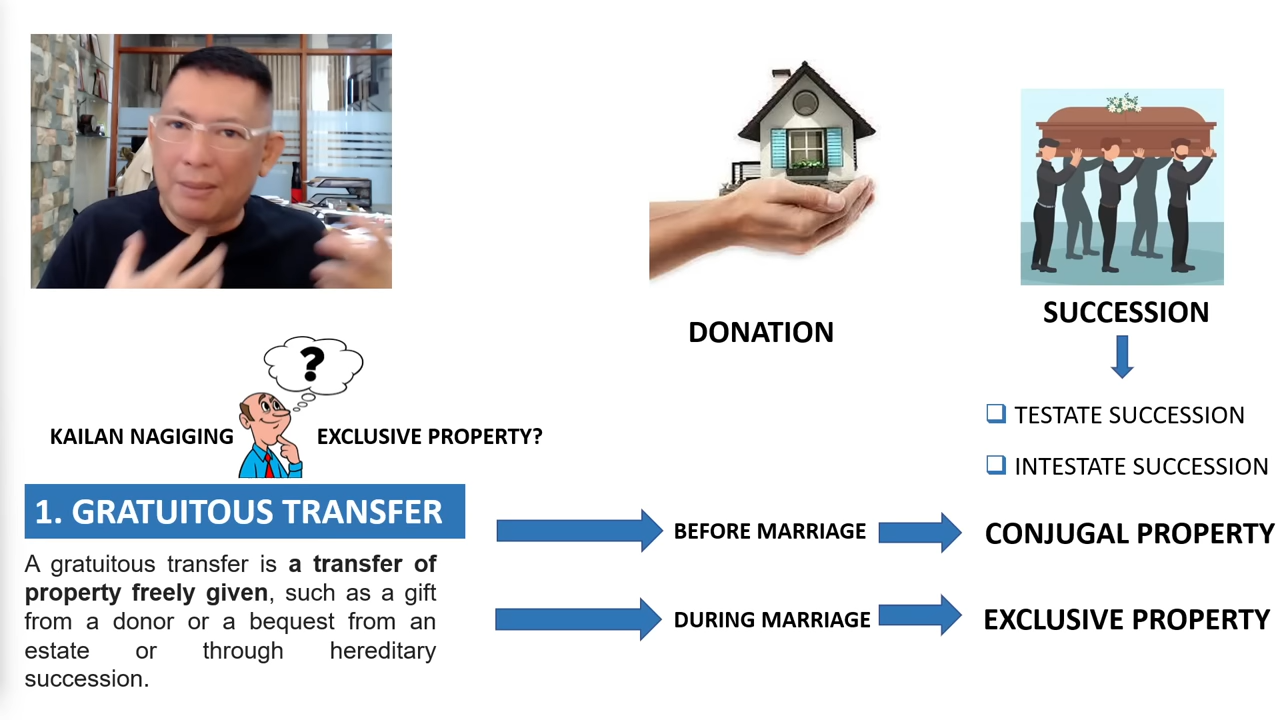 DONATION
SUCCESSION
TESTATE SUCCESSION
INTESTATE SUCCESSION
?
KAILAN NAGIGING EXCLUSIVE PROPERTY?
1. GRATUITOUS TRANSFER
A gratuitous transfer is a transfer of
property freely given, such as a gift
from a donor or a bequest from an
estate or through hereditary
succession.
BEFORE MARRIAGE
CONJUGAL PROPERTY
DURING MARRIAGE
EXCLUSIVE PROPERTY